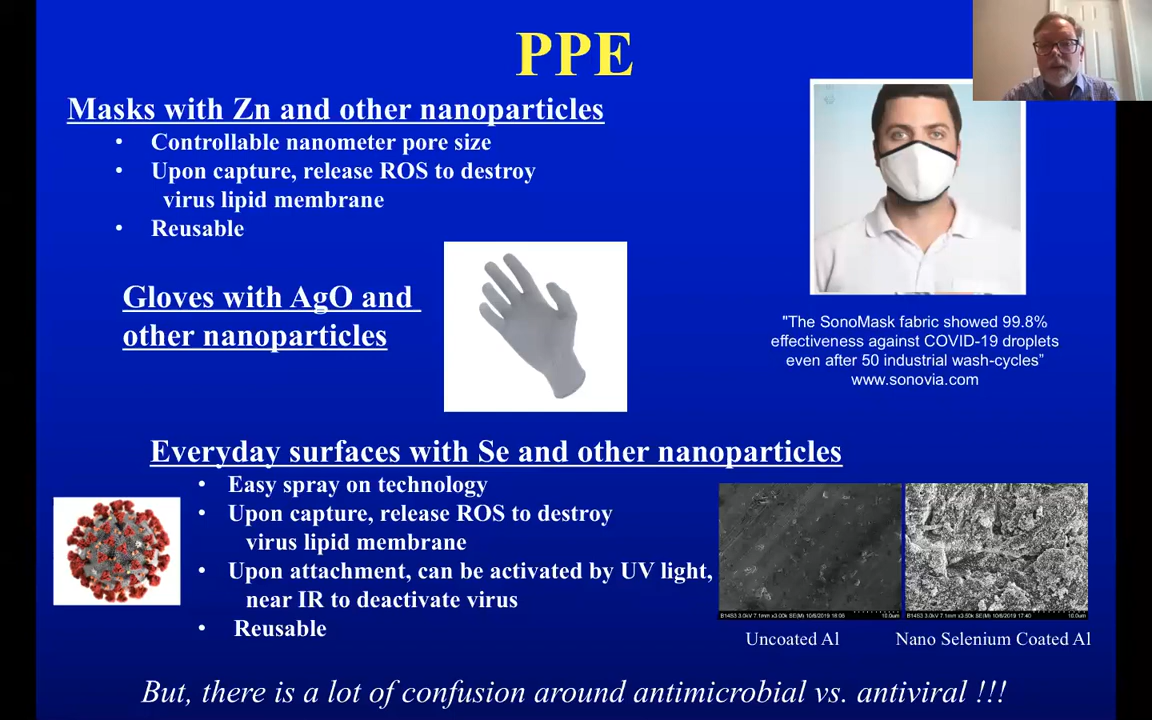 PPE
Masks with Zn and other nanoparticles
• Controllable nanometer pore size
• Upon capture, release ROS to destroy
virus lipid membrane
• Reusable
Gloves with AgO and
other nanoparticles
"The SonoMask fabric showed 99.8%
effectiveness against COVID-19 droplets
even after 50 industrial wash-cycles”
www.sonovia.com
Everyday surfaces with Se and other nanoparticles
• Easy spray on technology
• Upon capture, release ROS to destroy
virus lipid membrane
• Upon attachment, can be activated by UV light,
near IR to deactivate virus
• Reusable
Uncoated Al
Nano Selenium Coated Al
But, there is a lot of confusion around antimicrobial vs. antiviral !!!